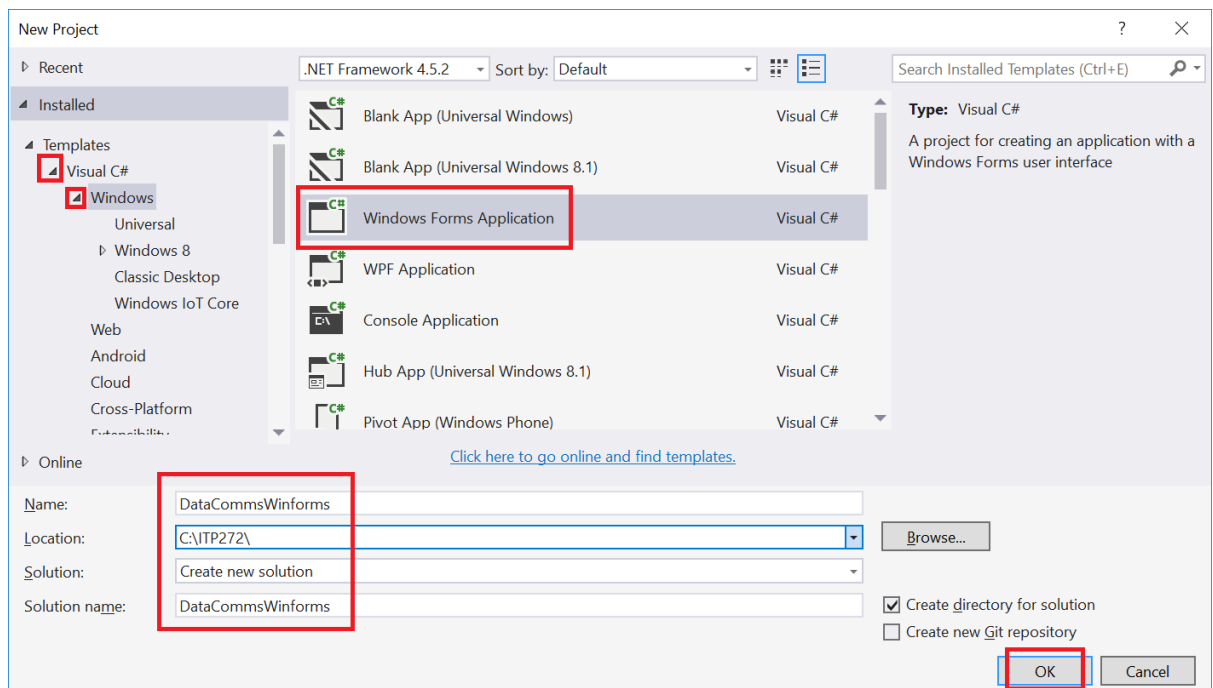 New Project
?
Recent
.NET Framework 4.5.2
Sort by:
Default
Search Installed Templates (Ctrl+E)
Installed
Templates
Visual C#
Windows
Universal
Windows 8
Classic Desktop
Windows IoT Core
Web
Android
Cloud
Cross-Platform
Extensibility
Online
C#
Blank App (Universal Windows)
Visual C#
C#
Blank App (Universal Windows 8.1)
Visual C#
C#
Windows Forms Application
Visual C#
C#
WPF Application
Visual C#
C#
Console Application
Visual C#
C#
Hub App (Universal Windows 8.1)
Visual C#
C#
Pivot App (Windows Phone)
Visual C#
Click here to go online and find templates.
Type: Visual C#
A project for creating an application with a
Windows Forms user interface
Name:
DataCommsWinforms
Location:
C:\ITP272\
Browse...
Solution:
Create new solution
Solution name:
DataCommsWinforms
Create directory for solution
Create new Git repository
OK
Cancel